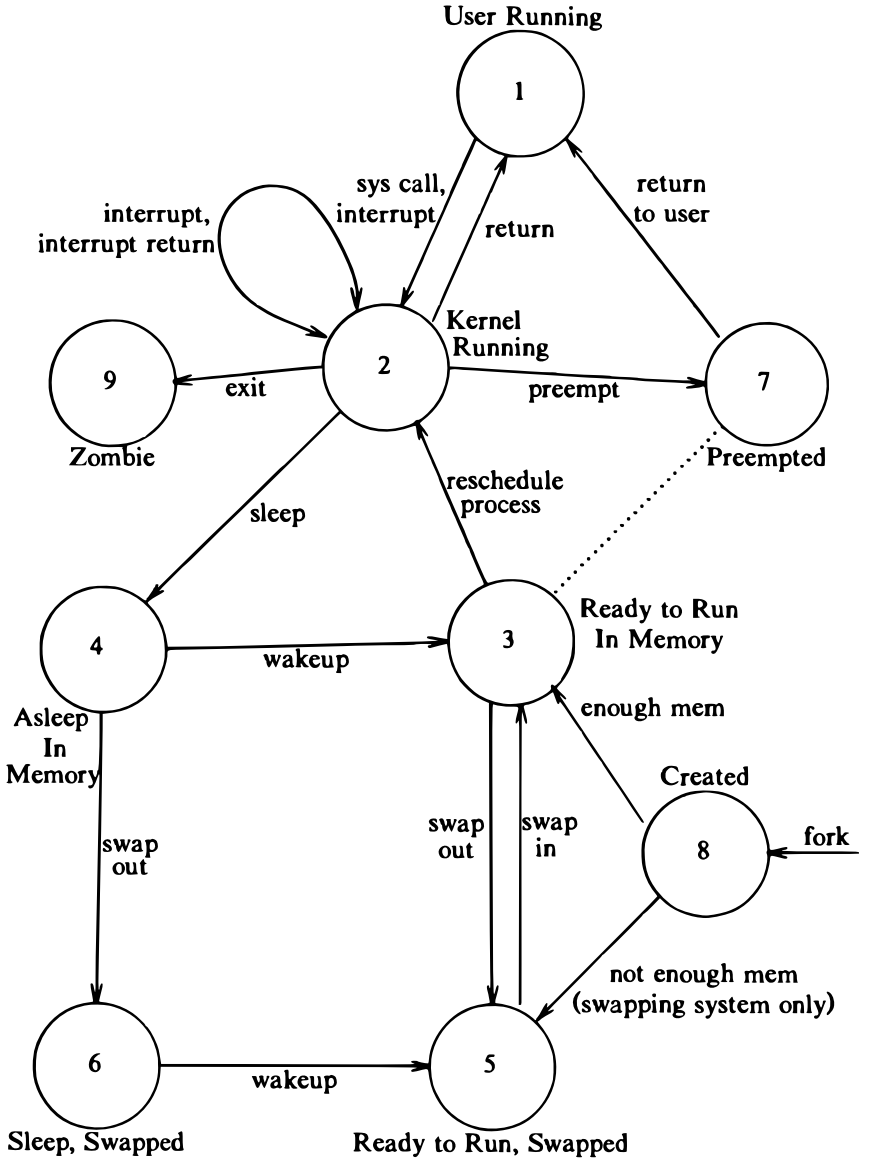 User Running
1
sys call,
interrupt
return
return
to user
interrupt,
interrupt return
Kernel
Running
2
9
exit
preempt
7
Zombie
Preempted
reschedule
process
sleep
4
wakeup
3
Ready to Run
In Memory
Asleep
In
Memory
enough mem
Created
swap
out
swap
out
swap
in
8
fork
not enough mem
(swapping system only)
6
wakeup
5
Sleep, Swapped
Ready to Run, Swapped